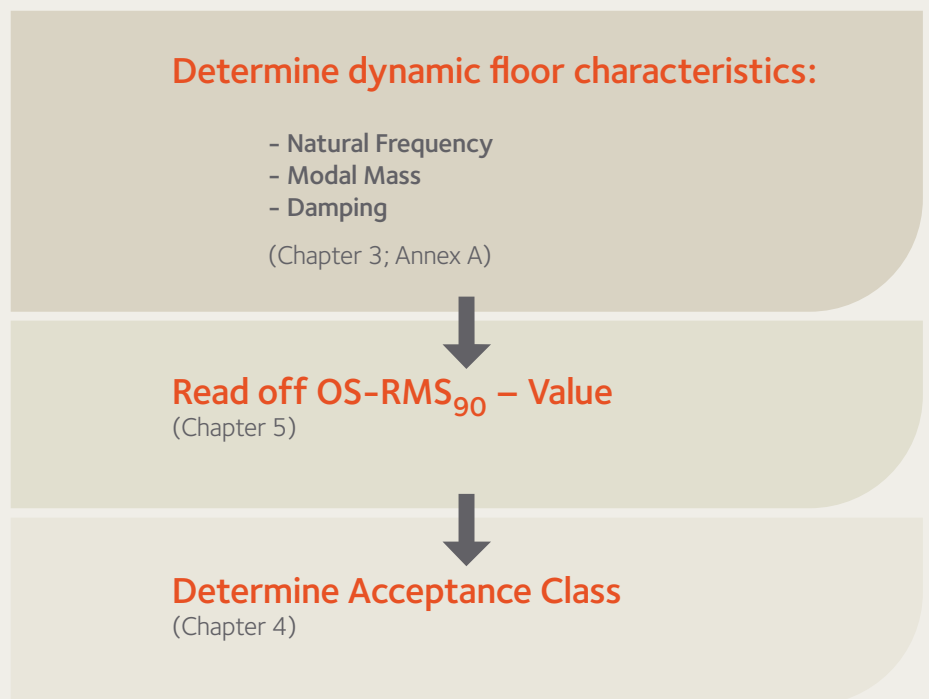 Determine dynamic floor characteristics:
- Natural Frequency
- Modal Mass
- Damping
(Chapter 3; Annex A)
Read off OS-RMS90 – Value
(Chapter 5)
Determine Acceptance Class
(Chapter 4)